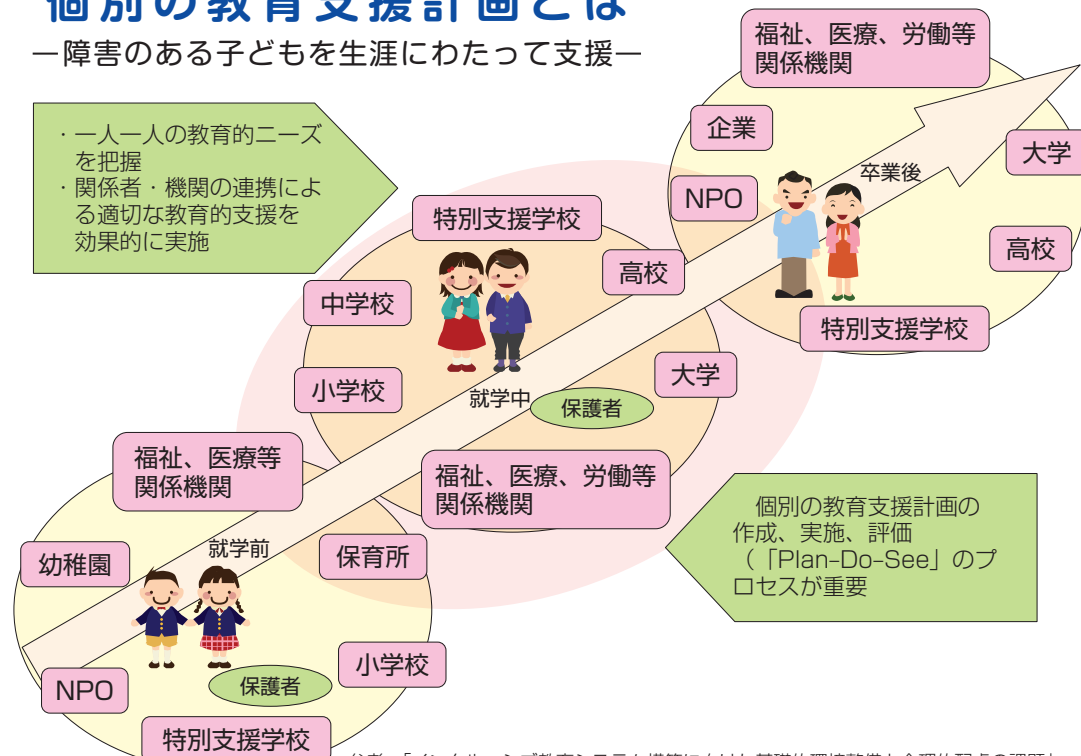 個別の教育支援計画とは
―障害のある子どもを生涯にわたって支援―
・一人一人の教育的ニーズ
を把握
・関係者・機関の連携によ
る適切な教育的支援を
効果的に実施
福祉、医療、労働等
関係機関
企業
大学
NPO
卒業後
高校
特別支援学校
特別支援学校
高校
中学校
小学校
大学
就学中
保護者
福祉、医療、労働等
関係機関
福祉、医療等
関係機関
就学前
幼稚園
保育所
小学校
NPO
保護者
特別支援学校
個別の教育支援計画の
作成、実施、評価
(「Plan-Do-See」のプ
ロセスが重要